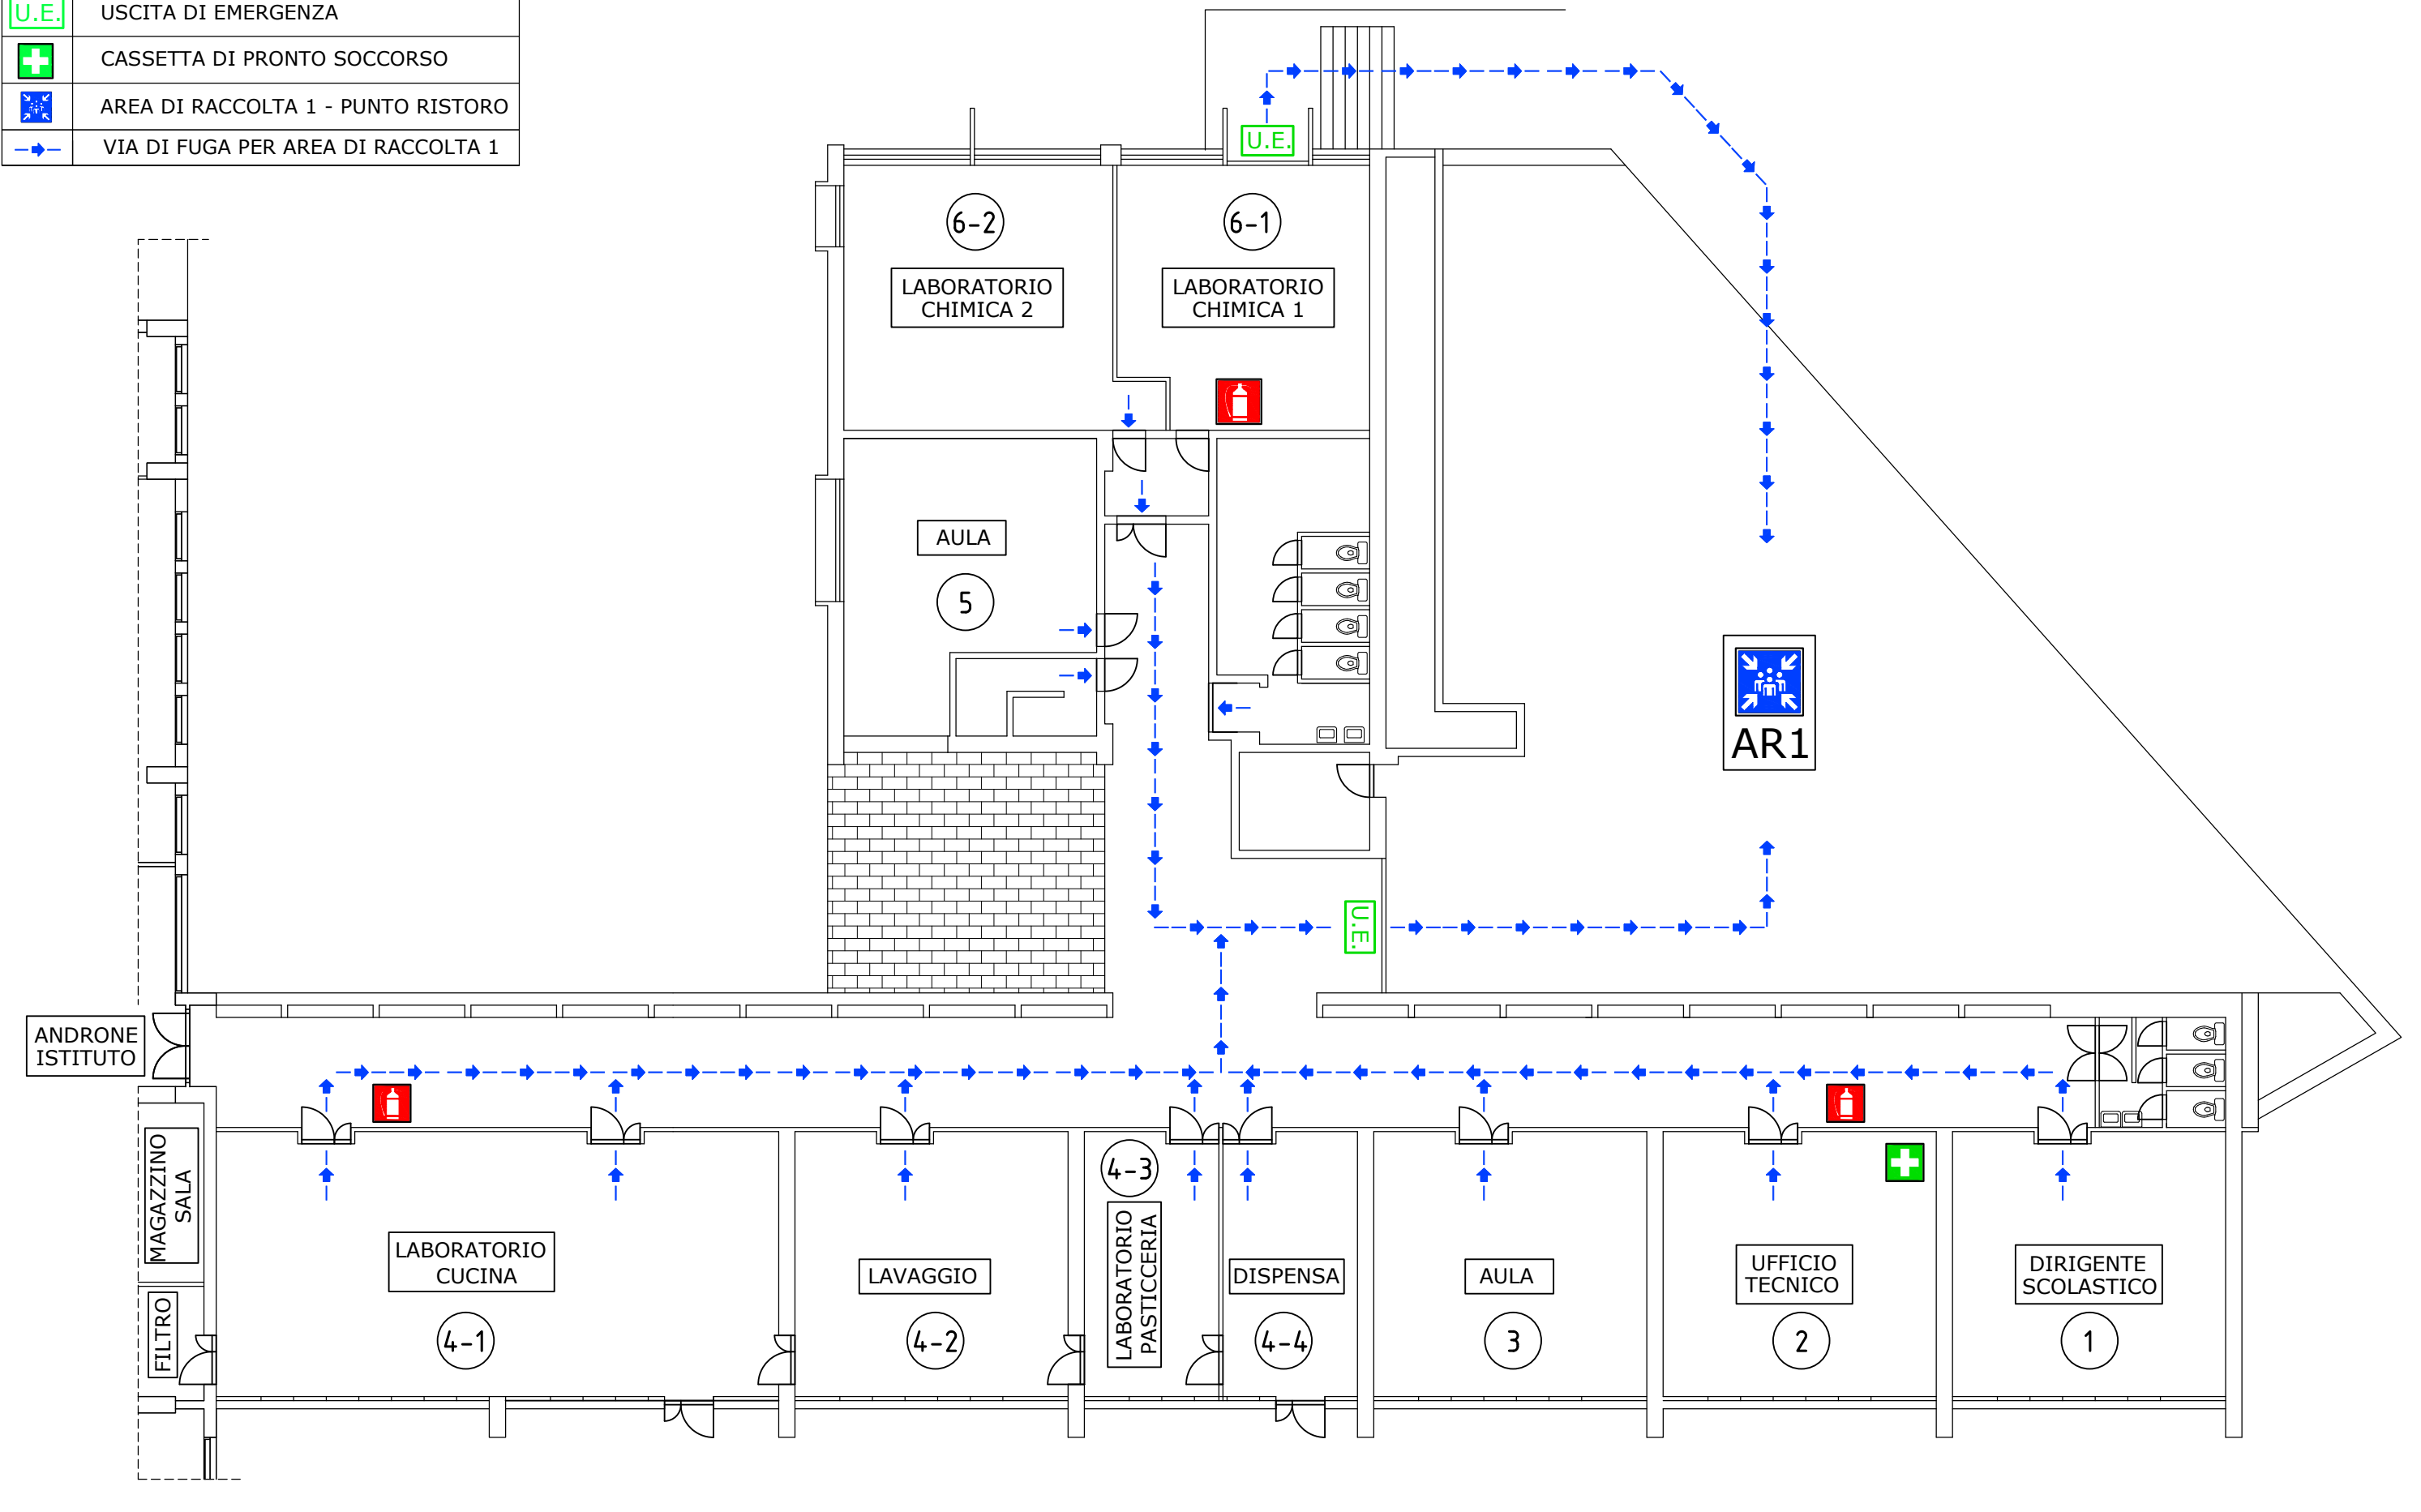 U.E.
USCITA DI EMERGENZA
CASSETTA DI PRONTO SOCCORSO
AREA DI RACCOLTA 1 - PUNTO RISTORO
VIA DI FUGA PER AREA DI RACCOLTA 1
U.E.
6-2
6-1
LABORATORIO
CHIMICA 2
LABORATORIO
CHIMICA 1
AULA
5
AR1
U.E.
ANDRONE
ISTITUTO
MAGAZZINO
SALA
FILTRO
LABORATORIO
CUCINA
4-1
LAVAGGIO
4-2
4-3
LABORATORIO
PASTICCERIA
DISPENSA
4-4
AULA
3
UFFICIO
TECNICO
2
DIRIGENTE
SCOLASTICO
1